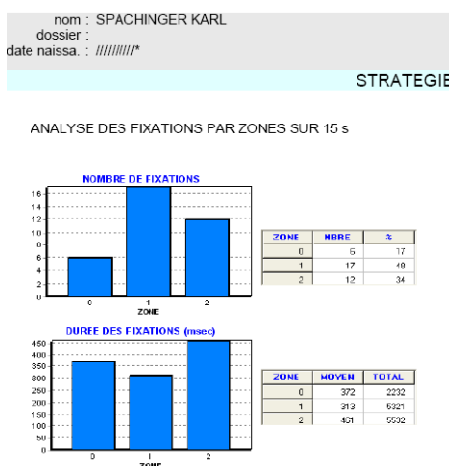 nom : SPACHINGER KARL
dossier :
date naissa. : //////////*
STRATEGIE
ANALYSE DES FIXATIONS PAR ZONES SUR 15 s
NOMBRE DE FIXATIONS
16
14
12
10
6
4
2
0
0 1 2
ZONE
ZONE NBRE %
0 6 17
1 17 48
2 12 34
DUREE DES FIXATIONS (msec)
450
400
350
300
250
200
150
100
50
0
0 1 2
ZONE
ZONE MOYEN TOTAL
0 372 2232
1 313 5321
2 461 5532